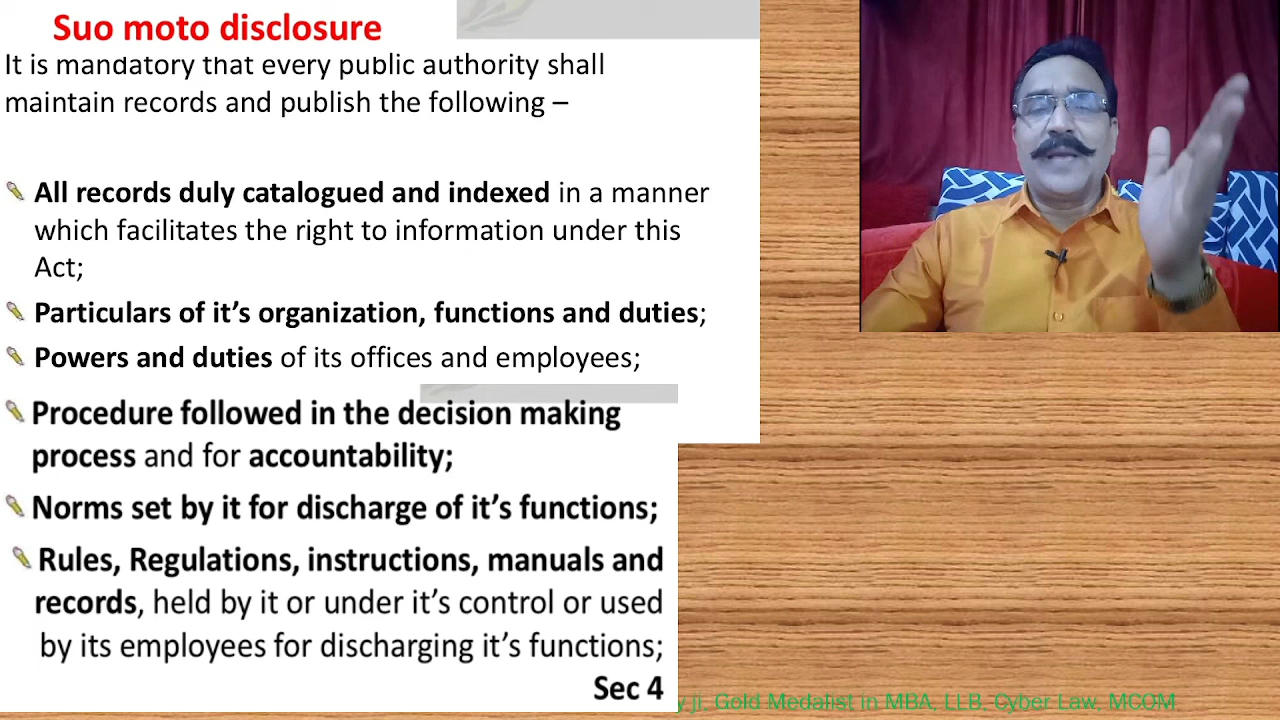 Suo moto disclosure
It is mandatory that every public authority shall
maintain records and publish the following –
All records duly catalogued and indexed in a manner
which facilitates the right to information under this
Act;
Particulars of it’s organization, functions and duties;
Powers and duties of its offices and employees;
Procedure followed in the decision making
process and for accountability;
Norms set by it for discharge of it’s functions;
Rules, Regulations, instructions, manuals and
records, held by it or under it’s control or used
by its employees for discharging it’s functions;
Sec 4
ji, Gold Medalist in MBA, LLB, Cyber Law, MCOM